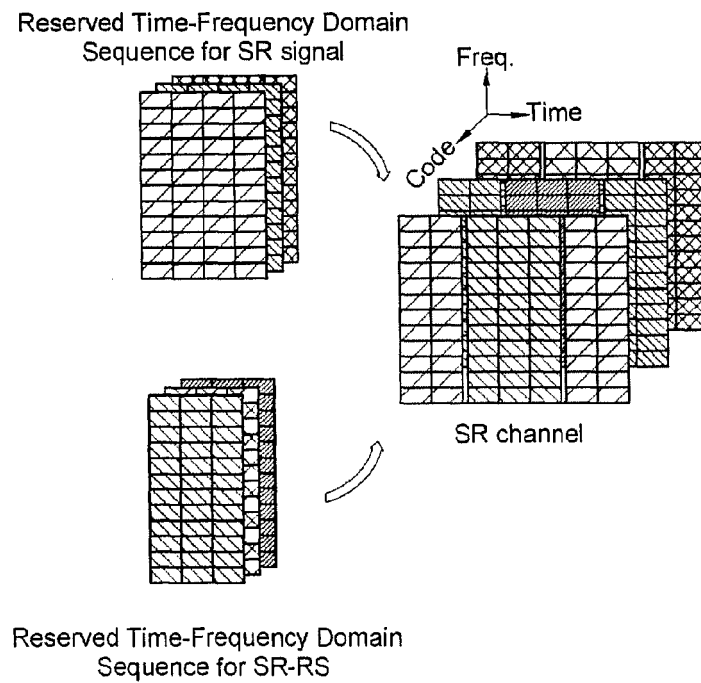 Reserved Time-Frequency Domain
Sequence for SR signal
Freq.
Time
Code
SR channel
Reserved Time-Frequency Domain
Sequence for SR-RS